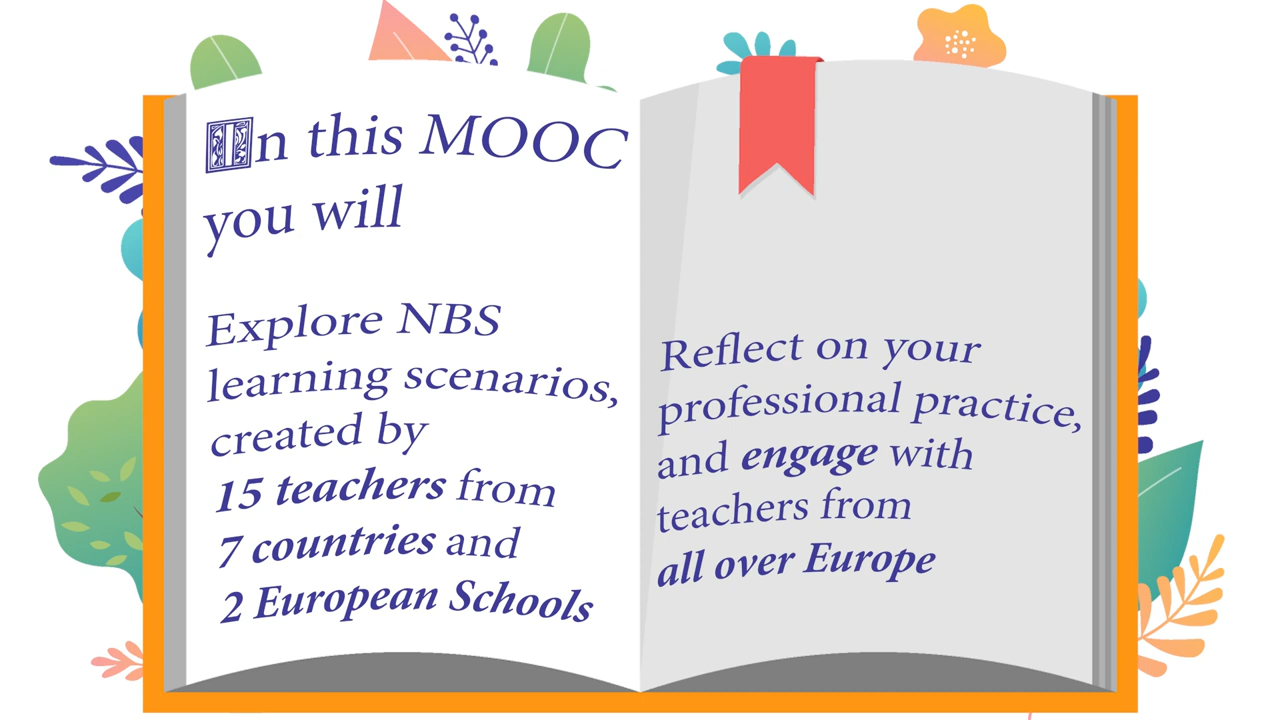 In this MOOC
you will
Explore NBS
learning scenarios,
created by
15 teachers from
7 countries and
2 European Schools
Reflect on your
professional practice,
and engage with
teachers from
all over Europe